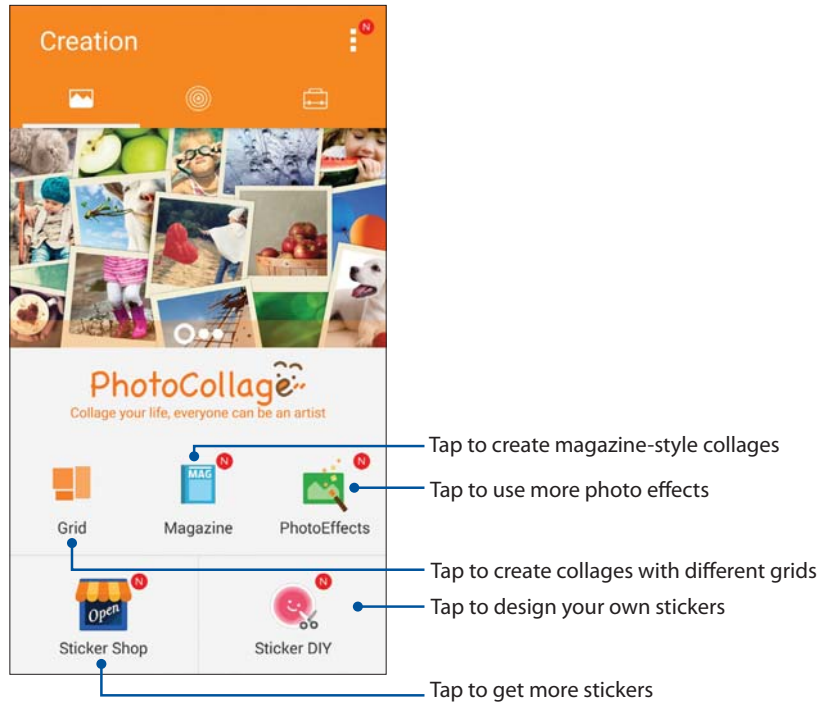 Creation
N
PhotoCollage
Collage your life, everyone can be an artist
Tap to create magazine-style collages
N
N
MAG
Tap to use more photo effects
Grid
Magazine
PhotoEffects
Tap to create collages with different grids
N
N
Open
Tap to design your own stickers
Sticker Shop
Sticker DIY
Tap to get more stickers